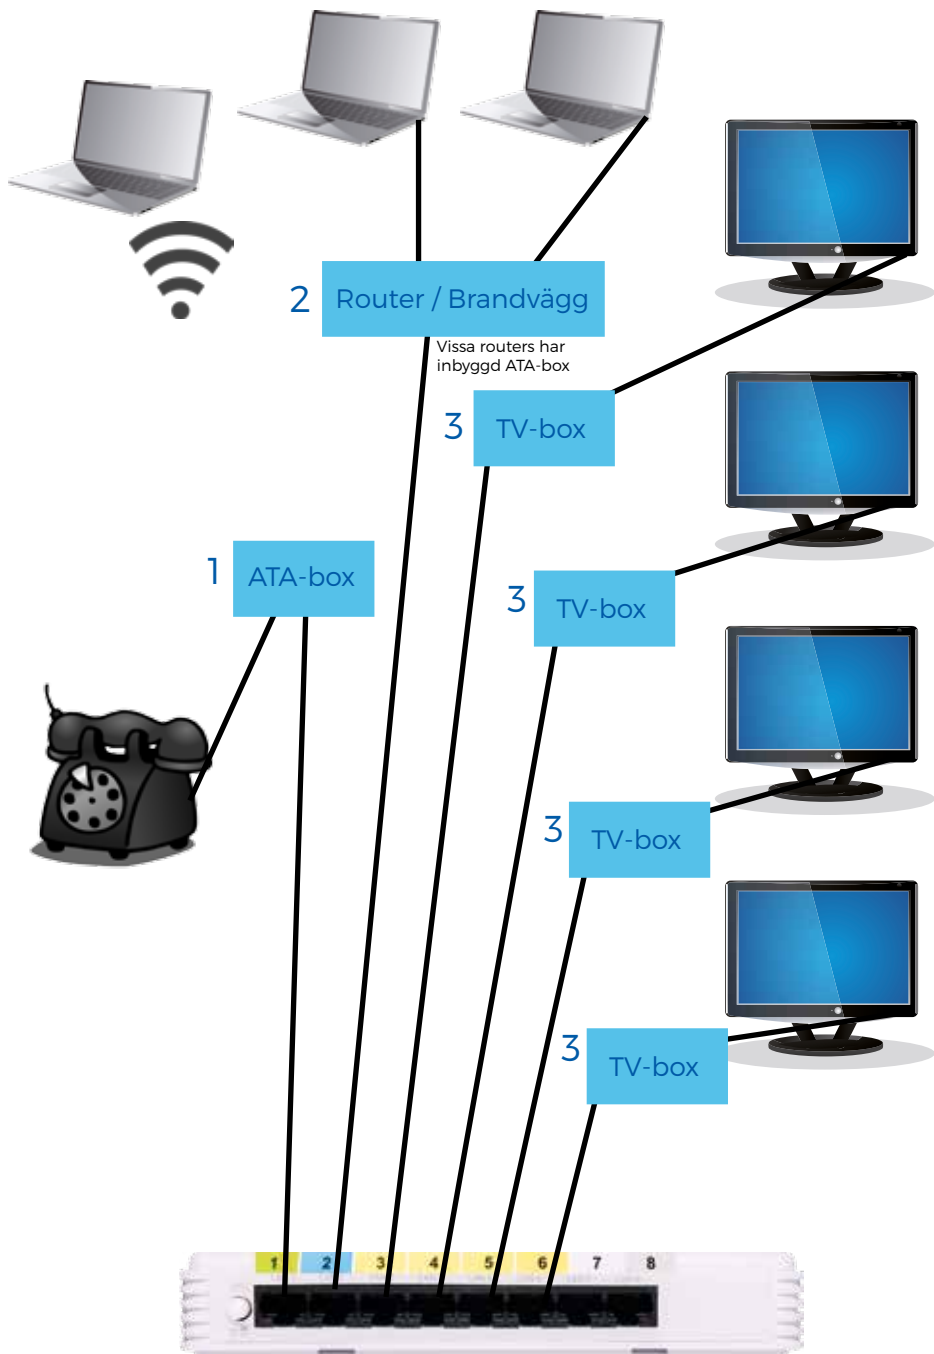 2 Router / Brandvägg
Vissa routers har
inbyggd ATA-box
3 TV-box
1 ATA-box
3 TV-box
3 TV-box
3 TV-box
1 2 3 4 5 6 7 8